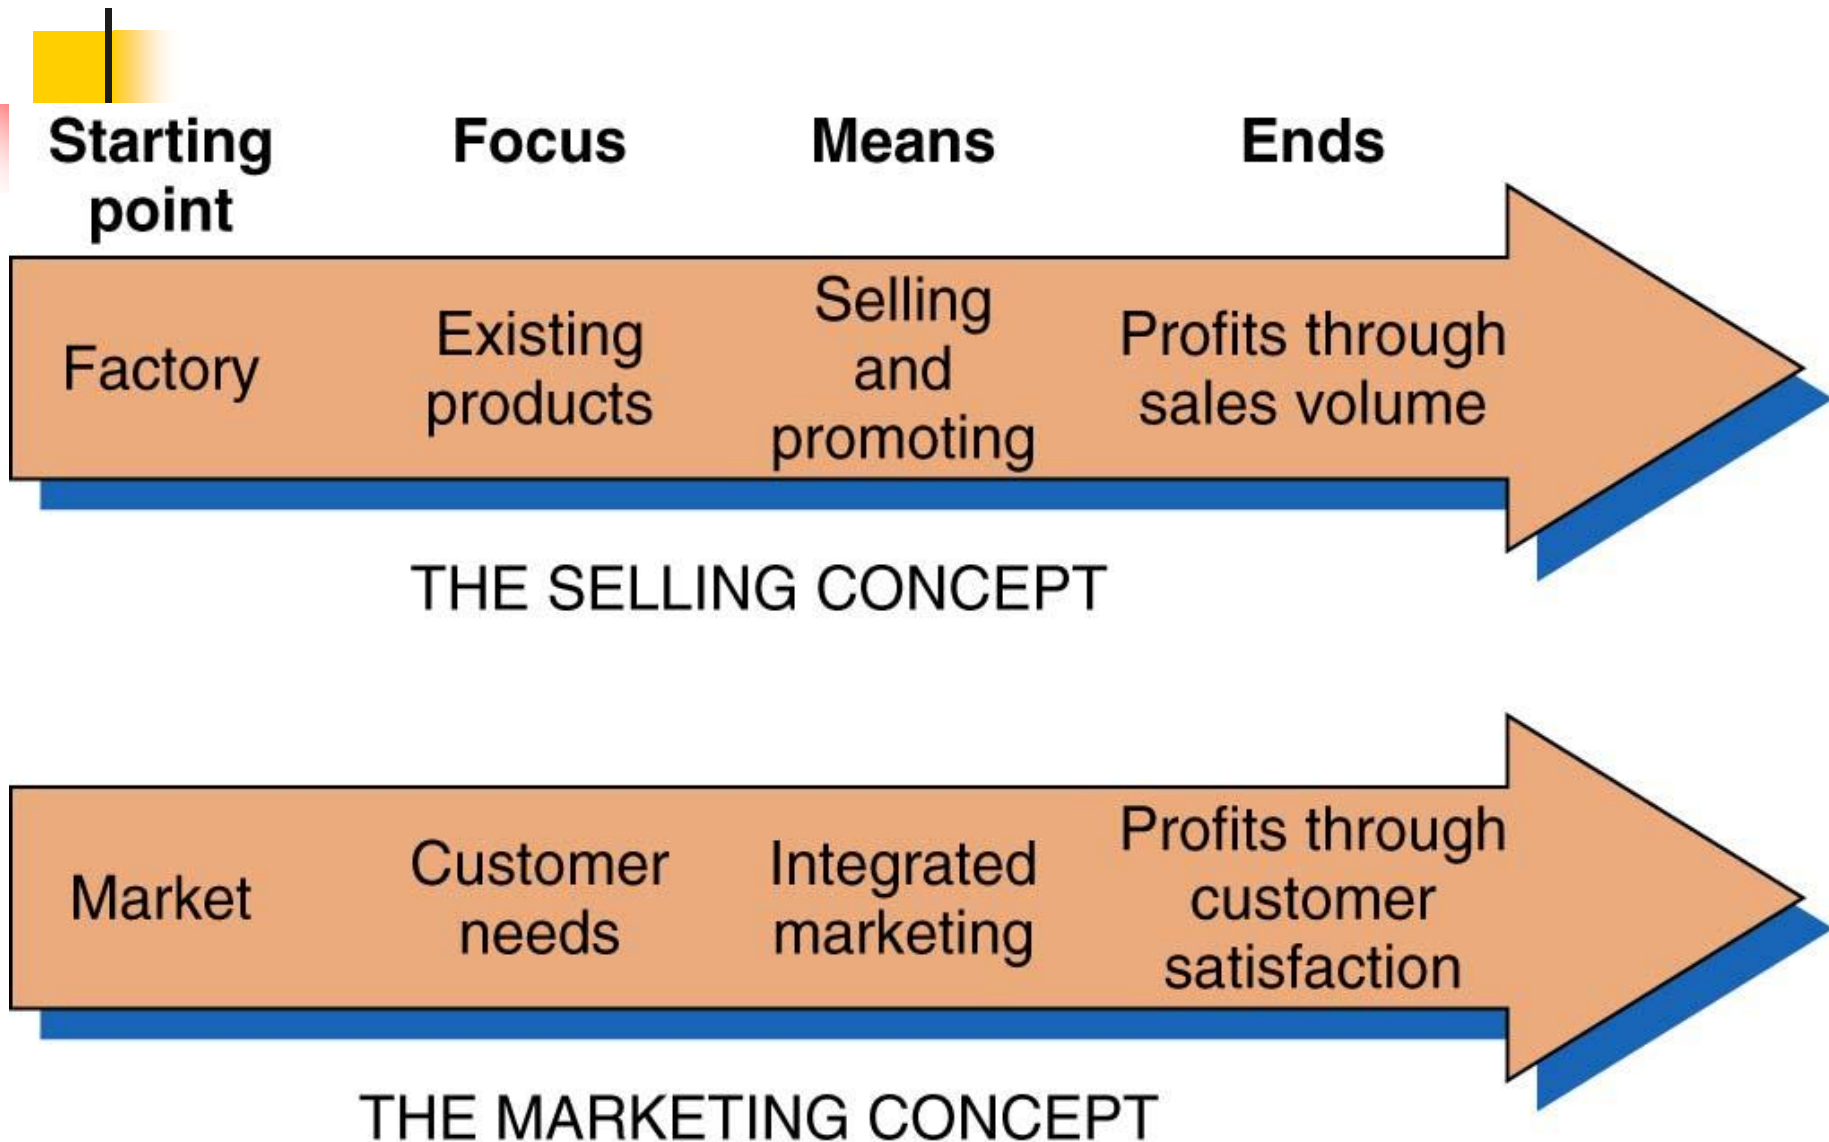 Starting
point
Focus
Means
Ends
Factory
Existing
products
Selling
and
promoting
Profits through
sales volume
THE SELLING CONCEPT
Market
Customer
needs
Integrated
marketing
Profits through
customer
satisfaction
THE MARKETING CONCEPT